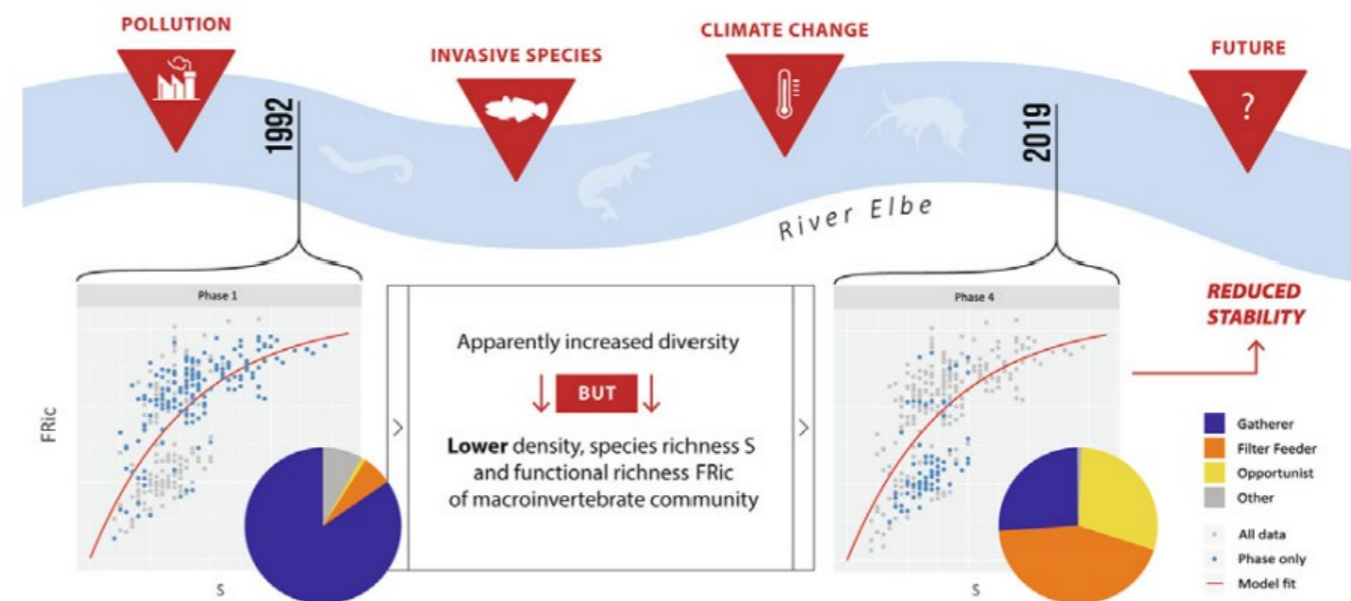 POLLUTION
INVASIVE SPECIES
CLIMATE CHANGE
FUTURE
?
1992
2019
River Elbe
Phase 1
FRic
S
Apparently increased diversity
BUT
Lower density, species richness S
and functional richness FRic
of macroinvertebrate community
Phase 4
S
REDUCED
STABILITY
Gatherer
Filter Feeder
Opportunist
Other
All data
Phase only
Model fit